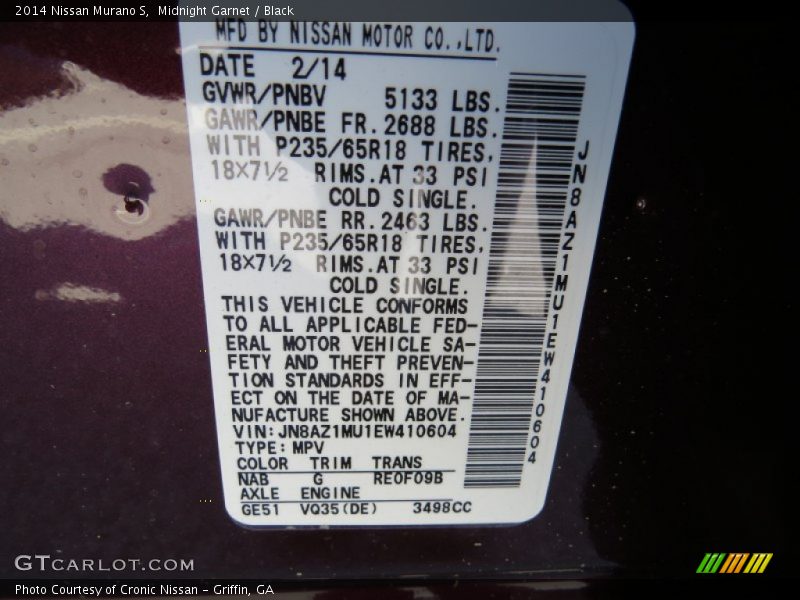 2014 Nissan Murano S,  Midnight Garnet / Black
MFD BY NISSAN MOTOR CO.,LTD.
DATE 2/14
GVWR/PNBV 5133 LBS.
GAWR/PNBE FR. 2688 LBS.
WITH P235/65R18 TIRES,
18×7½ RIMS.AT 33 PSI
COLD SINGLE.
GAWR/PNBE RR. 2463 LBS.
WITH P235/65R18 TIRES,
18×7½ RIMS.AT 33 PSI
COLD SINGLE.
THIS VEHICLE CONFORMS
TO ALL APPLICABLE FED-
ERAL MOTOR VEHICLE SA-
FETY AND THEFT PREVEN-
TION STANDARDS IN EFF-
ECT ON THE DATE OF MA-
NUFACTURE SHOWN ABOVE.
VIN:JN8AZ1MU1EW410604
TYPE:MPV
COLOR TRIM TRANS
NAB G RE0F09B
AXLE ENGINE
GE51 VQ35(DE) 3498CC
JN8AZ1MU1EW410604
GTCARLOT.COM
Photo Courtesy of Cronic Nissan – Griffin, GA